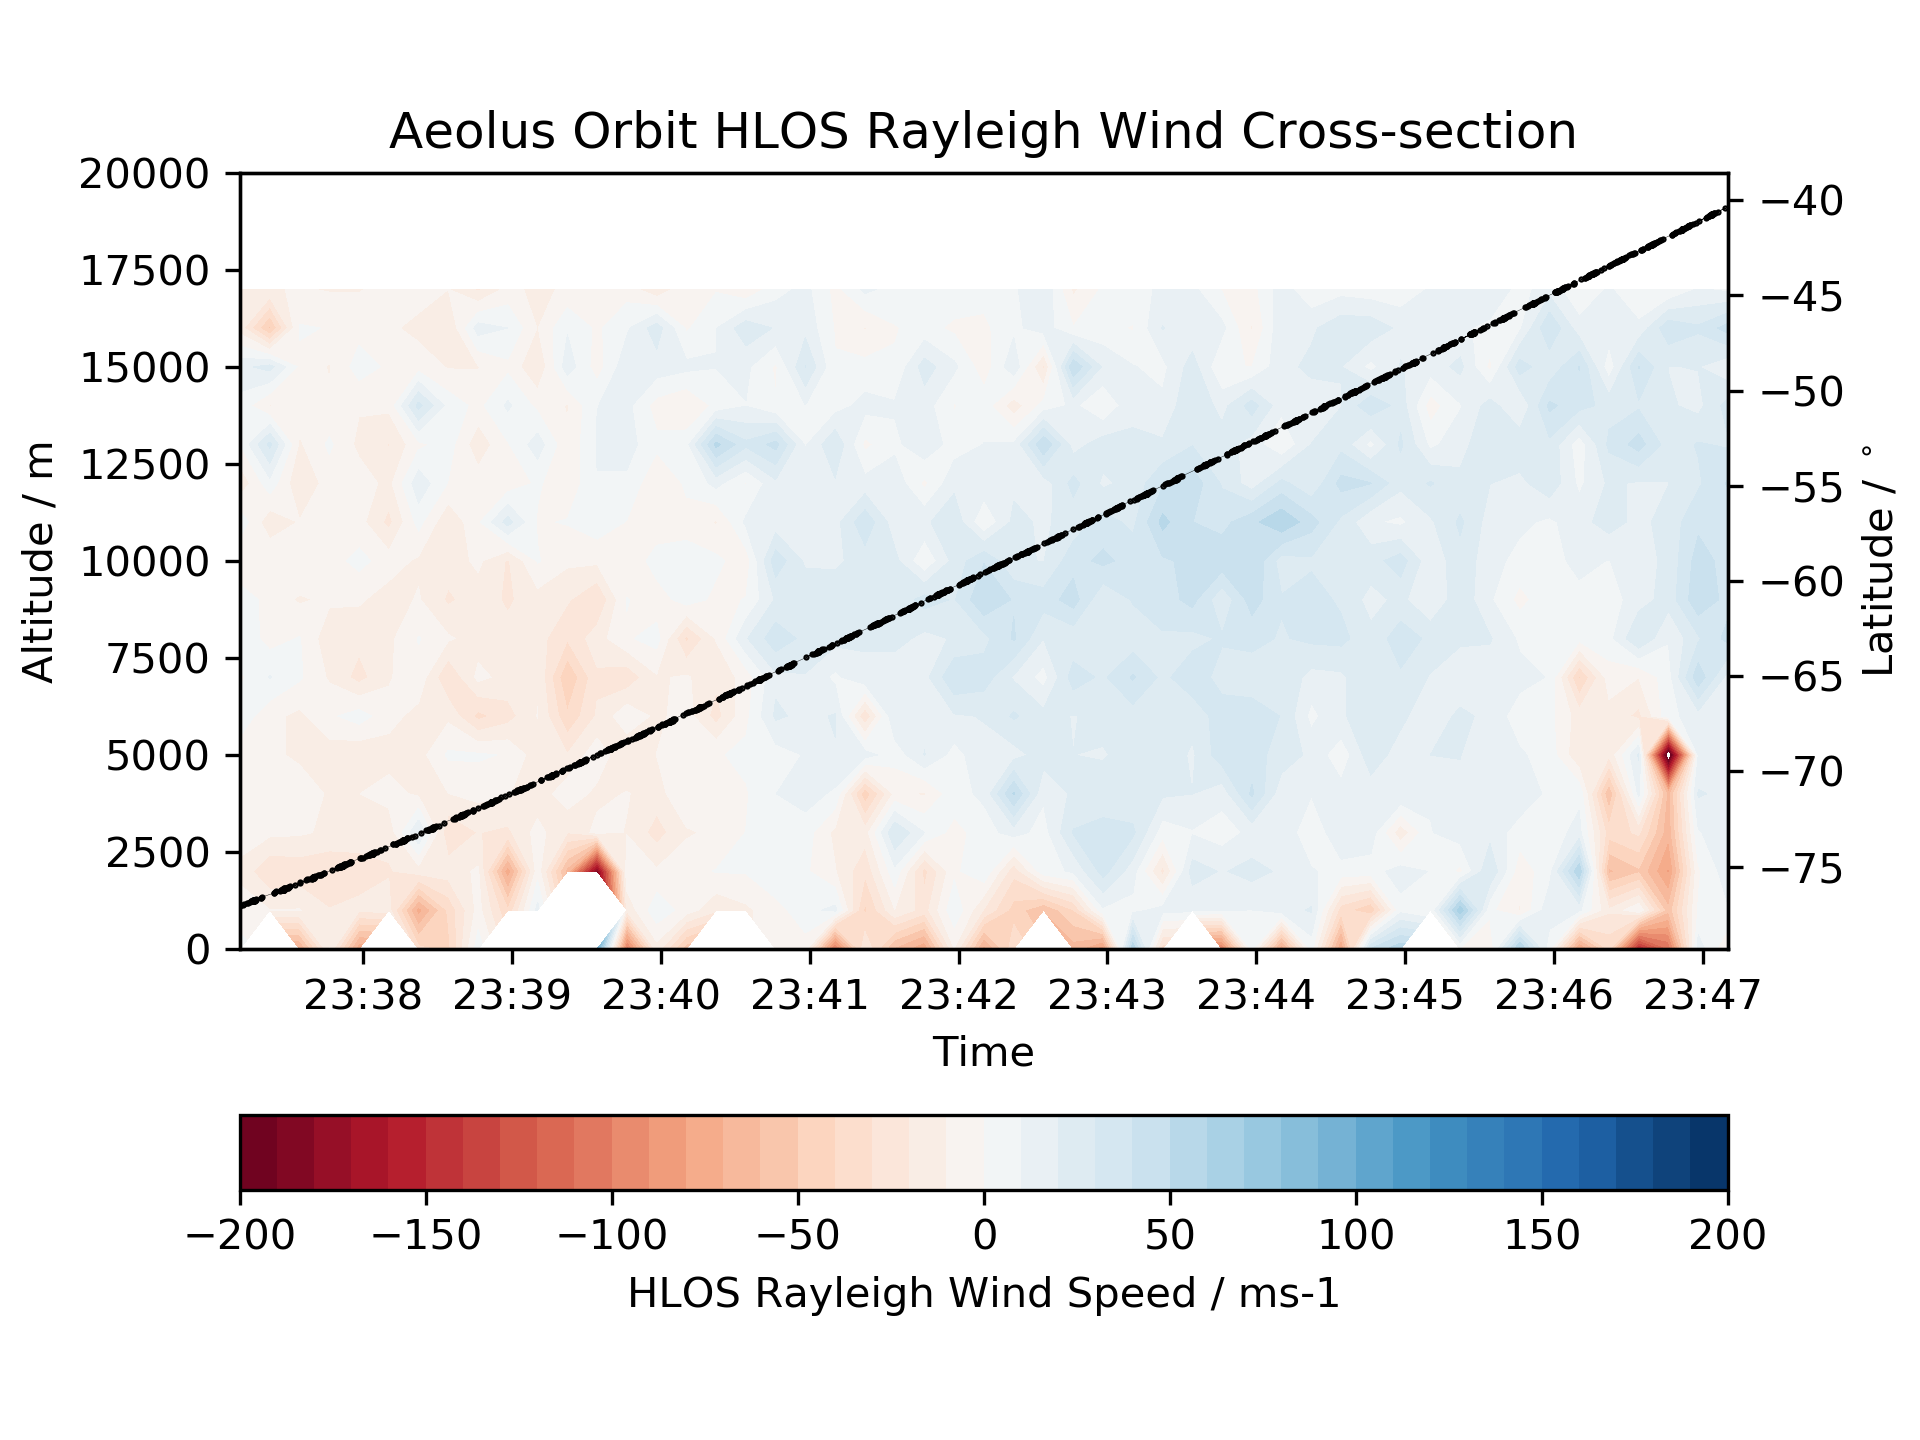 Aeolus Orbit HLOS Rayleigh Wind Cross-section
20000
17500
15000
12500
10000
7500
5000
2500
0
Altitude / m
−40
−45
−50
−55
−60
−65
−70
−75
Latitude / °
23:38 23:39 23:40 23:41 23:42 23:43 23:44 23:45 23:46 23:47
Time
−200 −150 −100 −50 0 50 100 150 200
HLOS Rayleigh Wind Speed / ms-1